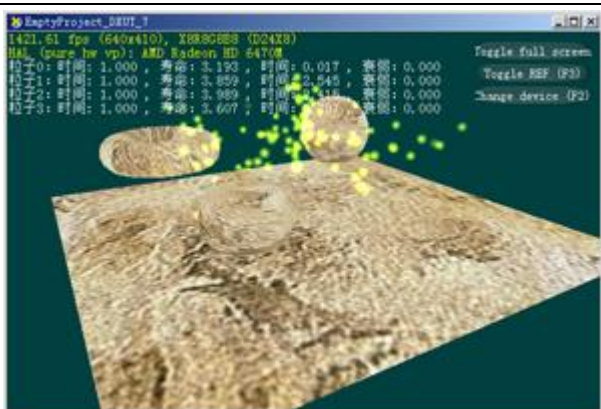 EmptyProject_DXUT_7
1421.61 fps (640x410), X8R8G8B8 (D24X8)
HAL (pure hw vp): AMD Radeon HD 6470M
Toggle full screen
粒子0: 时间: 1.000 , 寿命: 3.193 , 时间: 0.017 , 衰弱: 0.000
Toggle REF (F3)
粒子1: 时间: 1.000 , 寿命: 3.859 , 时间: 2.545 , 衰弱: 0.000
粒子2: 时间: 1.000 , 寿命: 3.989 , 时间: 衰弱: 0.000
Change device (F2)
粒子3: 时间: 1.000 , 寿命: 3.607 , 时间: 衰弱: 0.000